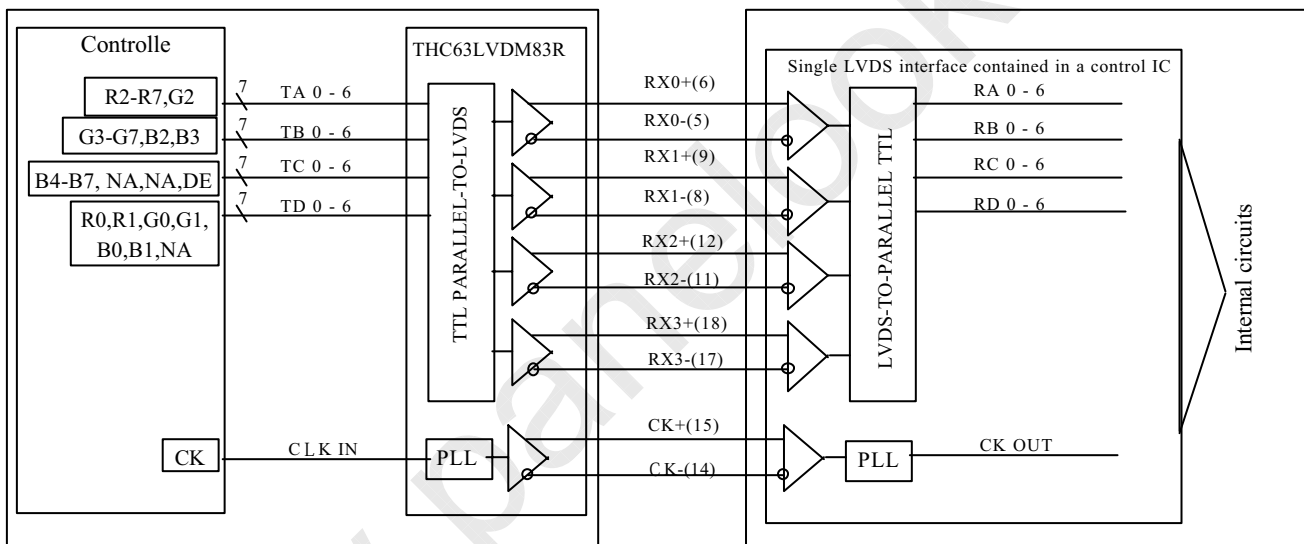 Controlle
THC63LVDM83R
Single LVDS interface contained in a control IC
R2-R7,G2
7
TA 0 - 6
RX0+(6)
RA 0 - 6
G3-G7,B2,B3
7
TB 0 - 6
RX0-(5)
RB 0 - 6
B4-B7, NA,NA,DE
7
TC 0 - 6
RX1+(9)
RC 0 - 6
R0,R1,G0,G1,
B0,B1,NA
7
TD 0 - 6
RX1-(8)
RD 0 - 6
TTL PARALLEL-TO-LVDS
RX2+(12)
RX2-(11)
RX3+(18)
RX3-(17)
LVDS-TO-PARALLEL TTL
Internal circuits
CK
CLK IN
PLL
CK+(15)
CK-(14)
PLL
CK OUT
panelook